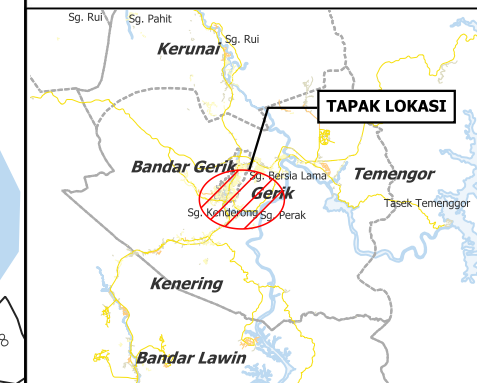 Sg. Rui
Sg. Pahit
Sg. Rui
Kerunai
TAPAK LOKASI
Bandar Gerik
Sg. Persia Lama
Temengor
Gerik
Tasek Temenggor
Sg. Kenderong
Sg. Perak
Kenering
Bandar Lawin